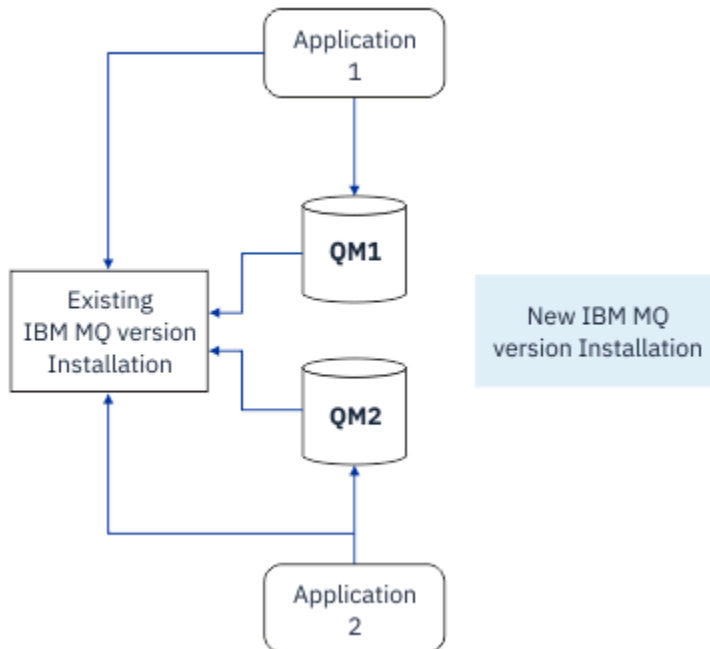 Application
1
QM1
Existing
IBM MQ version
Installation
New IBM MQ
version Installation
QM2
Application
2